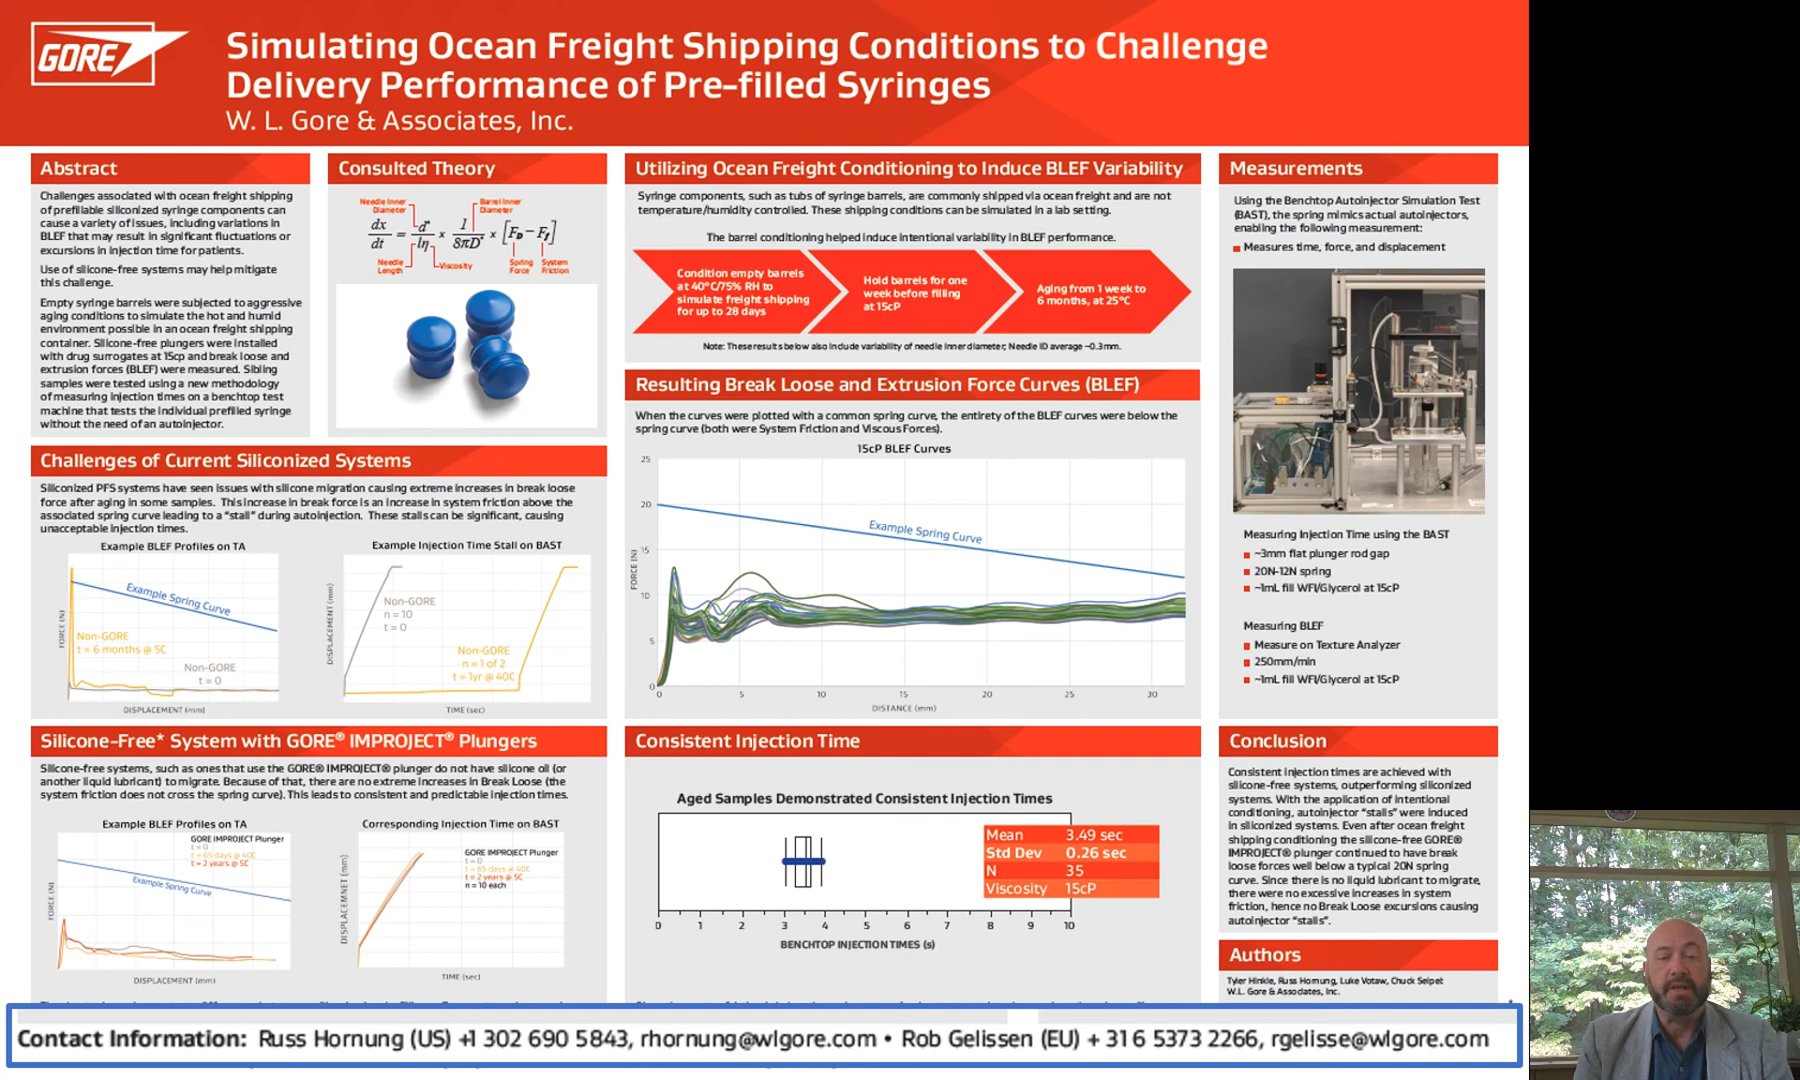 GORE
Simulating Ocean Freight Shipping Conditions to Challenge
Delivery Performance of Pre-filled Syringes
W. L. Gore & Associates, Inc.
Abstract
Challenges associated with ocean freight shipping
of prefillable siliconized syringe components can
cause a variety of issues, including variations in
BLEF that may result in significant fluctuations or
excursions in injection time for patients.
Use of silicone-free systems may help mitigate
this challenge.
Empty syringe barrels were subjected to aggressive
aging conditions to simulate the hot and humid
environment possible in an ocean freight shipping
container. Silicone-free plungers were installed
with drug surrogates at 15cp and break loose and
extrusion forces (BLEF) were measured. Sibling
samples were tested using a new methodology
of measuring injection times on a benchtop test
machine that tests the individual prefilled syringe
without the need of an autoinjector.
Consulted Theory
Needle Inner
Diameter
Barrel Inner
Diameter
Needle
Length
Viscosity
Spring
Force
System
Friction
Challenges of Current Siliconized Systems
Siliconized PFS systems have seen issues with silicone migration causing extreme increases in break loose
force after aging in some samples. This increase in break force is an increase in system friction above the
associated spring curve leading to a "stall" during autoinjection. These stalls can be significant, causing
unacceptable injection times.
Example BLEF Profiles on TA
FORCE (N)
Example Spring Curve
Non-GORE
t = 6 months @ 5C
Non-GORE
t = 0
DISPLACEMENT (mm)
Example Injection Time Stall on BAST
DISPLACEMENT (mm)
Non-GORE
n = 10
t = 0
Non-GORE
n = 1 of 2
t = 1yr @ 40C
TIME (sec)
Silicone-Free* System with GORE® IMPROJECT® Plungers
Silicone-free systems, such as ones that use the GORE® IMPROJECT® plunger do not have silicone oil (or
another liquid lubricant) to migrate. Because of that, there are no extreme increases in Break Loose (the
system friction does not cross the spring curve). This leads to consistent and predictable injection times.
Example BLEF Profiles on TA
GORE IMPROJECT Plunger
t = 0
t = 65 days @ 40C
t = 2 years @ 5C
Example Spring Curve
FORCE (N)
DISPLACEMENT (mm)
Corresponding Injection Time on BAST
GORE IMPROJECT Plunger
t = 0
t = 65 days @ 40C
t = 2 years @ 5C
n = 10 each
DISPLACEMNET (mm)
TIME (sec)
Utilizing Ocean Freight Conditioning to Induce BLEF Variability
Syringe components, such as tubs of syringe barrels, are commonly shipped via ocean freight and are not
temperature/humidity controlled. These shipping conditions can be simulated in a lab setting.
The barrel conditioning helped induce intentional variability in BLEF performance.
Condition empty barrels
at 40°C/75% RH to
simulate freight shipping
for up to 28 days
Hold barrels for one
week before filling
at 15cP
Aging from 1 week to
6 months, at 25°C
Note: These results below also include variability of needle inner diameter; Needle ID average ~0.3mm.
Resulting Break Loose and Extrusion Force Curves (BLEF)
When the curves were plotted with a common spring curve, the entirety of the BLEF curves were below the
spring curve (both were System Friction and Viscous Forces).
15cP BLEF Curves
25
20
15
10
5
0
FORCE (N)
Example Spring Curve
0 5 10 15 20 25 30
DISTANCE (mm)
Consistent Injection Time
Aged Samples Demonstrated Consistent Injection Times
Mean 3.49 sec
Std Dev 0.26 sec
N 35
Viscosity 15cP
0 1 2 3 4 5 6 7 8 9 10
BENCHTOP INJECTION TIMES (s)
Measurements
Using the Benchtop Autoinjector Simulation Test
(BAST), the spring mimics actual autoinjectors,
enabling the following measurement:
Measures time, force, and displacement
Measuring Injection Time using the BAST
~3mm flat plunger rod gap
20N-12N spring
~1mL fill WFI/Glycerol at 15cP
Measuring BLEF
Measure on Texture Analyzer
250mm/min
~1mL fill WFI/Glycerol at 15cP
Conclusion
Consistent injection times are achieved with
silicone-free systems, outperforming siliconized
systems. With the application of intentional
conditioning, autoinjector "stalls" were induced
in siliconized systems. Even after ocean freight
shipping conditioning the silicone-free GORE®
IMPROJECT® plunger continued to have break
loose forces well below a typical 20N spring
curve. Since there is no liquid lubricant to migrate,
there were no excessive increases in system
friction, hence no Break Loose excursions causing
autoinjector "stalls".
Authors
Tyler Hinkle, Russ Hornung, Luke Votaw, Chuck Seipet
W.L. Gore & Associates, Inc.
Contact Information: Russ Hornung (US) +1 302 690 5843, rhornung@wlgore.com • Rob Gelissen (EU) + 31 6 5373 2266, rgelisse@wlgore.com